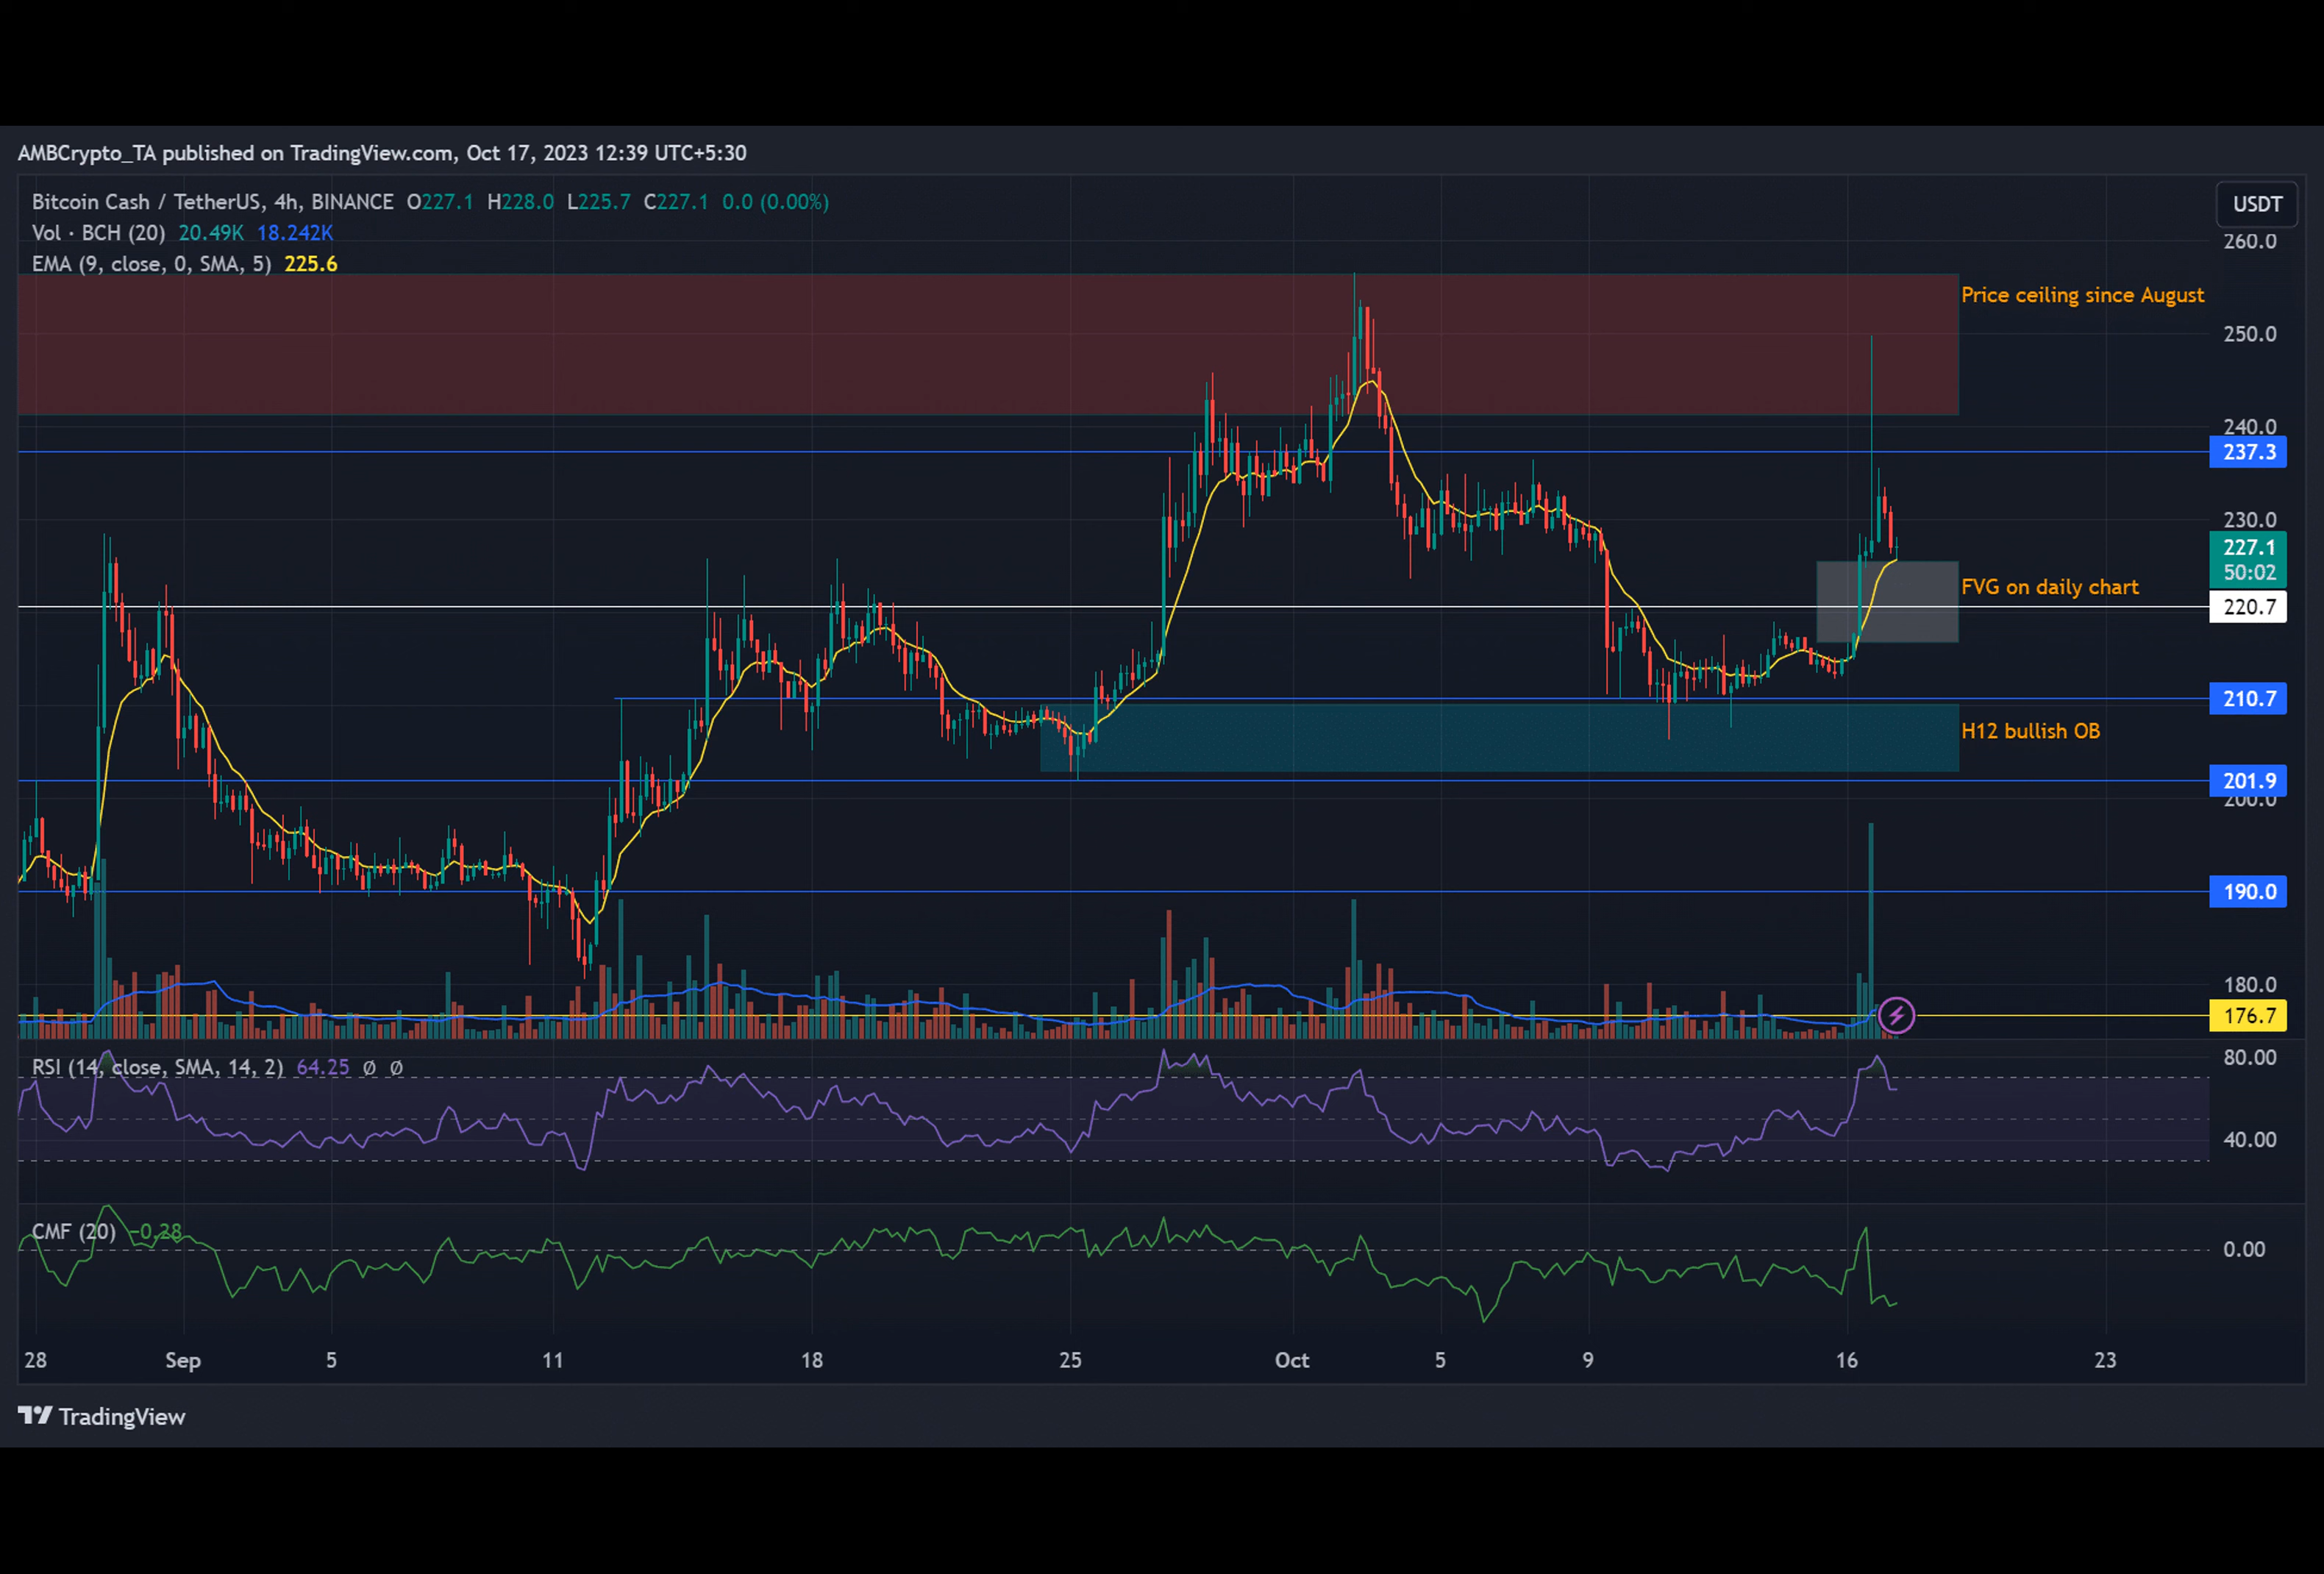 AMBCrypto_TA published on TradingView.com, Oct 17, 2023 12:39 UTC+5:30
Bitcoin Cash / TetherUS, 4h, BINANCE O227.1 H228.0 L225.7 C227.1 0.0 (0.00%)
USDT
Vol · BCH (20) 20.49K 18.242K
260.0
EMA (9, close, 0, SMA, 5) 225.6
Price ceiling since August
250.0
240.0
237.3
230.0
227.1
50:02
FVG on daily chart
220.7
210.7
H12 bullish OB
201.9
200.0
190.0
180.0
176.7
RSI (14, close, SMA, 14, 2) 64.25 Ø Ø
80.00
40.00
CMF (20) −0.28
0.00
28 Sep 5 11 18 25 Oct 5 9 16 23
TradingView